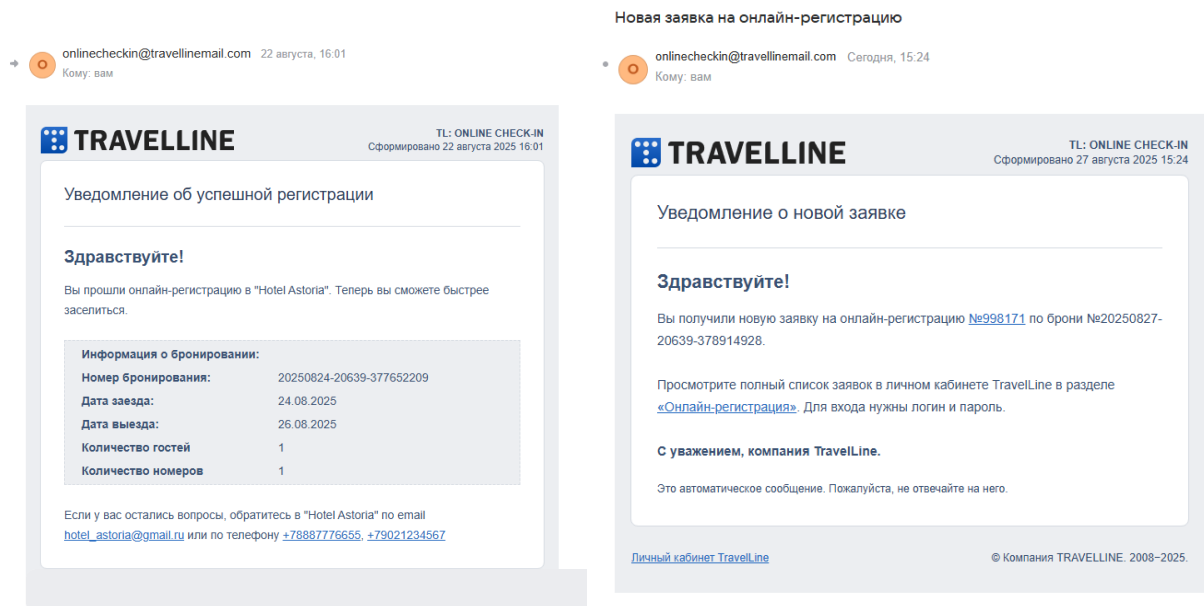 onlinecheckin@travellinemail.com 22 августа, 16:01
О
Кому: вам
TRAVELLINE
TL: ONLINE CHECK-IN
Сформировано 22 августа 2025 16:01
Уведомление об успешной регистрации
Здравствуйте!
Вы прошли онлайн-регистрацию в "Hotel Astoria". Теперь вы сможете быстрее
заселиться.
Информация о бронировании:
Номер бронирования: 20250824-20639-377652209
Дата заезда: 24.08.2025
Дата выезда: 26.08.2025
Количество гостей 1
Количество номеров 1
Если у вас остались вопросы, обратитесь в "Hotel Astoria" по email
hotel_astoria@gmail.ru или по телефону +78887776655, +79021234567
Новая заявка на онлайн-регистрацию
onlinecheckin@travellinemail.com Сегодня, 15:24
О
Кому: вам
TRAVELLINE
TL: ONLINE CHECK-IN
Сформировано 27 августа 2025 15:24
Уведомление о новой заявке
Здравствуйте!
Вы получили новую заявку на онлайн-регистрацию №998171 по брони №20250827-
20639-378914928.
Просмотрите полный список заявок в личном кабинете TravelLine в разделе
«Онлайн-регистрация». Для входа нужны логин и пароль.
С уважением, компания TravelLine.
Это автоматическое сообщение. Пожалуйста, не отвечайте на него.
Личный кабинет TravelLine
© Компания TRAVELLINE. 2008–2025.